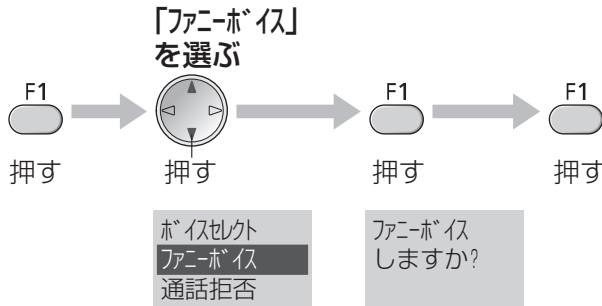 「ﾌｧﾆｰﾎﾞｲｽ」
を選ぶ
F1
F1
F1
押す
押す
押す
押す
ﾎﾞｲｽｾﾚｸﾄ
ﾌｧﾆｰﾎﾞｲｽ
通話拒否
ﾌｧﾆｰﾎﾞｲｽ
しますか?